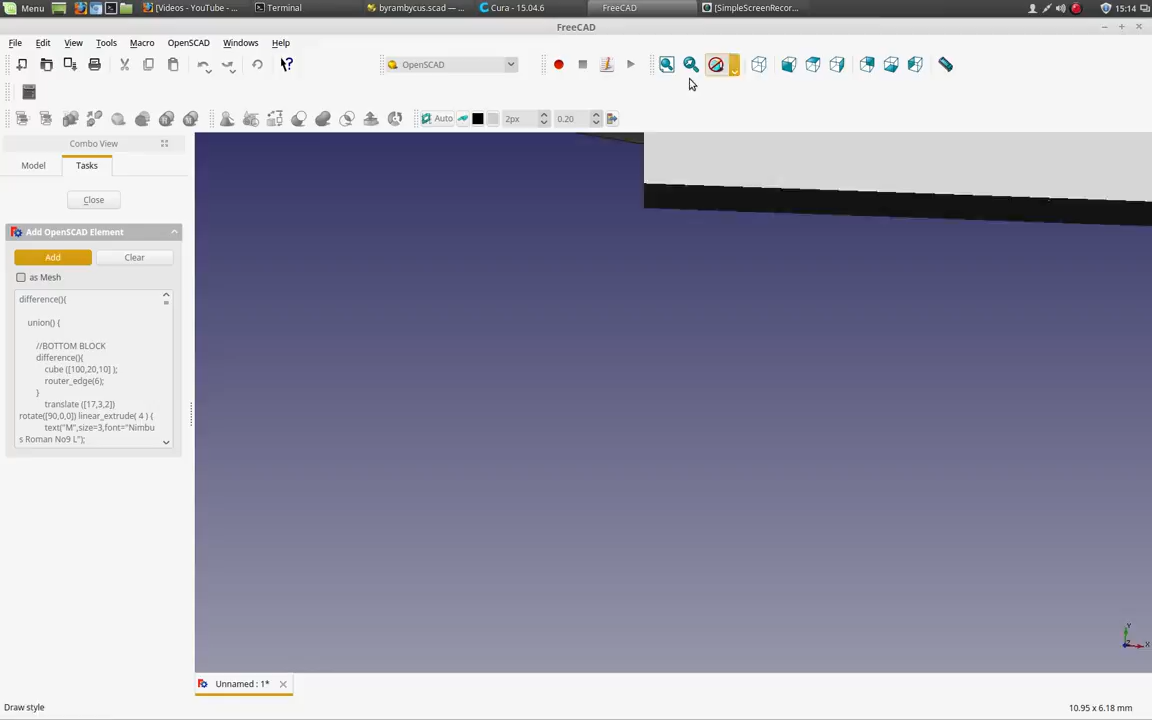 Menu
[Videos - YouTube - ...
Terminal
byrambycus.scad — ...
Cura - 15.04.6
FreeCAD
[SimpleScreenRecor...
15:14
FreeCAD
File Edit View Tools Macro OpenSCAD Windows Help
OpenSCAD
Auto
2px
0.20
Combo View
Model
Tasks
Close
Add OpenSCAD Element
Add
Clear
as Mesh
difference(){
union() {
//BOTTOM BLOCK
difference(){
cube ([100,20,10] );
router_edge(6);
}
translate ([17,3,2])
rotate([90,0,0]) linear_extrude( 4 ) {
text("M",size=3,font="Nimbu
s Roman No9 L");
Y
Z
X
Unnamed : 1*
Draw style
10.95 x 6.18 mm